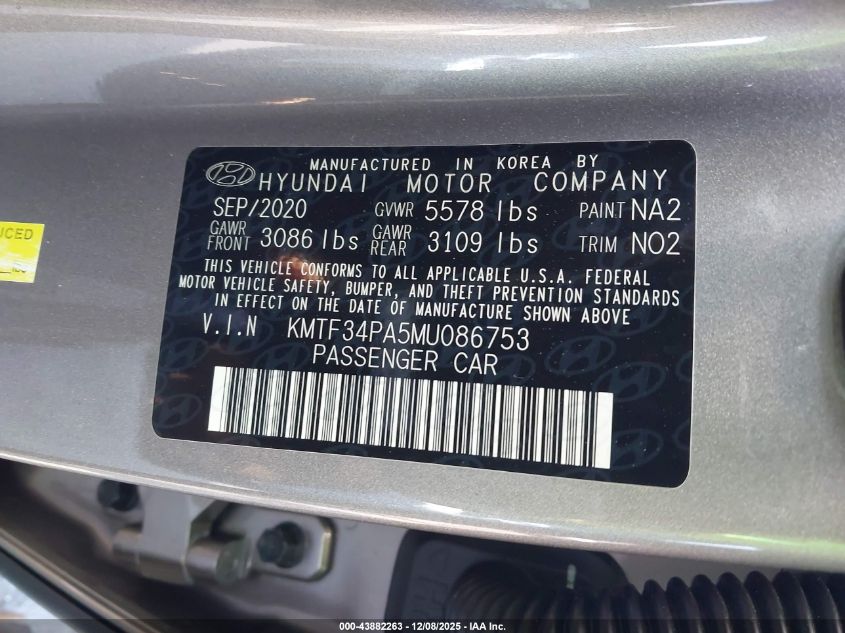 MANUFACTURED IN KOREA BY
HYUNDAI MOTOR COMPANY
SEP/2020 GVWR 5578 lbs PAINT NA2
GAWR FRONT 3086 lbs GAWR REAR 3109 lbs TRIM NO2
THIS VEHICLE CONFORMS TO ALL APPLICABLE U.S.A. FEDERAL
MOTOR VEHICLE SAFETY, BUMPER, AND THEFT PREVENTION STANDARDS
IN EFFECT ON THE DATE OF MANUFACTURE SHOWN ABOVE
V.I.N KMTF34PA5MU086753
PASSENGER CAR
UCED
000-43882263 - 12/08/2025 - IAA Inc.